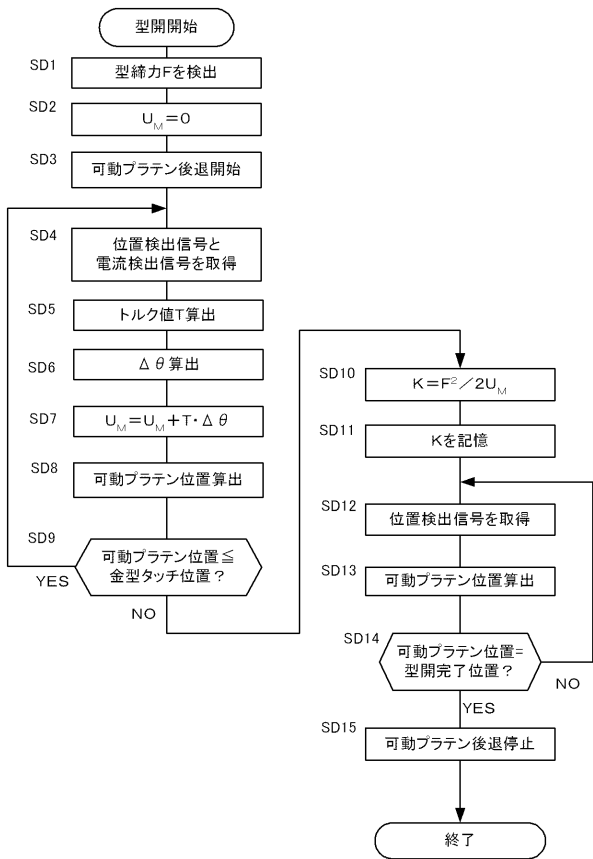 型開開始
SD1
型締力Fを検出
SD2
U_M＝0
SD3
可動プラテン後退開始
SD4
位置検出信号と
電流検出信号を取得
SD5
トルク値T算出
SD6
Δθ算出
SD7
U_M＝U_M＋T・Δθ
SD8
可動プラテン位置算出
SD9
可動プラテン位置≦
金型タッチ位置？
YES
NO
SD10
K＝F²／2U_M
SD11
Kを記憶
SD12
位置検出信号を取得
SD13
可動プラテン位置算出
SD14
可動プラテン位置=
型開完了位置？
NO
YES
SD15
可動プラテン後退停止
終了